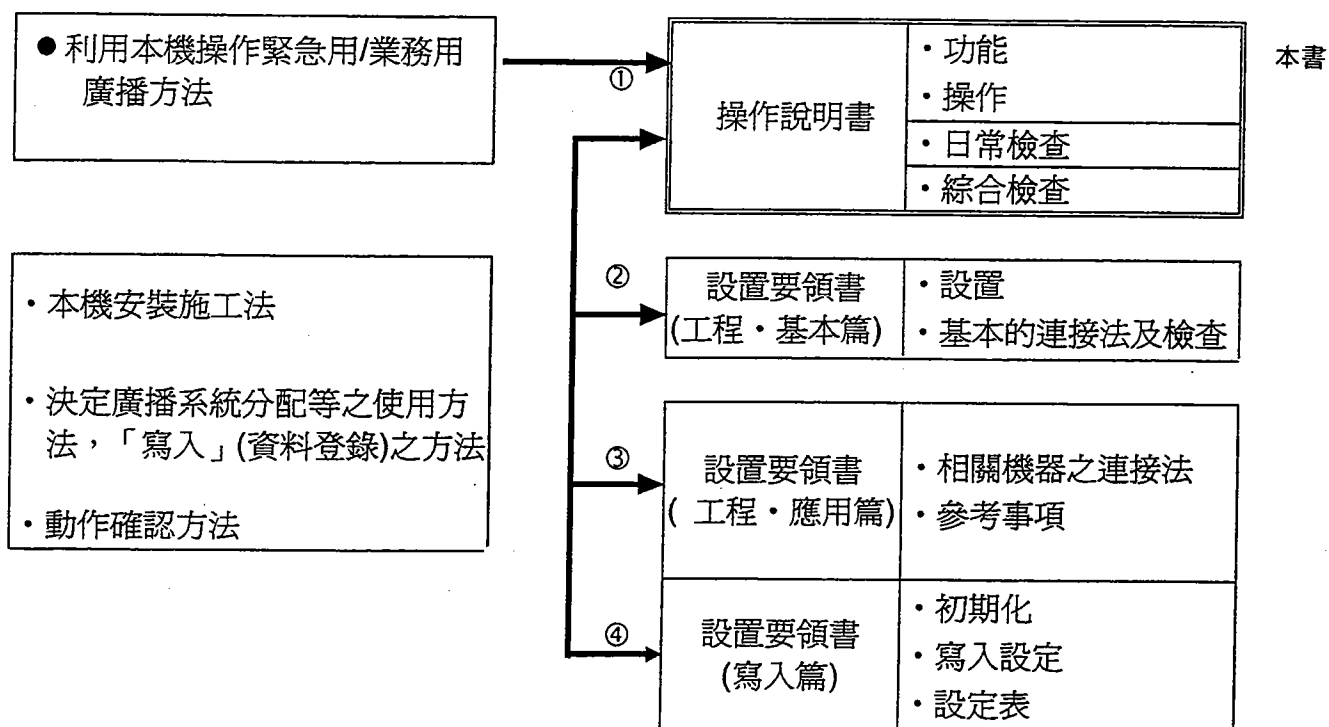 ●利用本機操作緊急用/業務用
廣播方法
①
操作說明書
・功能
・操作
・日常檢查
・綜合檢查
本書
・本機安裝施工法
・決定廣播系統分配等之使用方
法，「寫入」(資料登錄)之方法
・動作確認方法
②
設置要領書
(工程・基本篇)
・設置
・基本的連接法及檢查
③
設置要領書
( 工程・應用篇)
・相關機器之連接法
・參考事項
④
設置要領書
(寫入篇)
・初期化
・寫入設定
・設定表